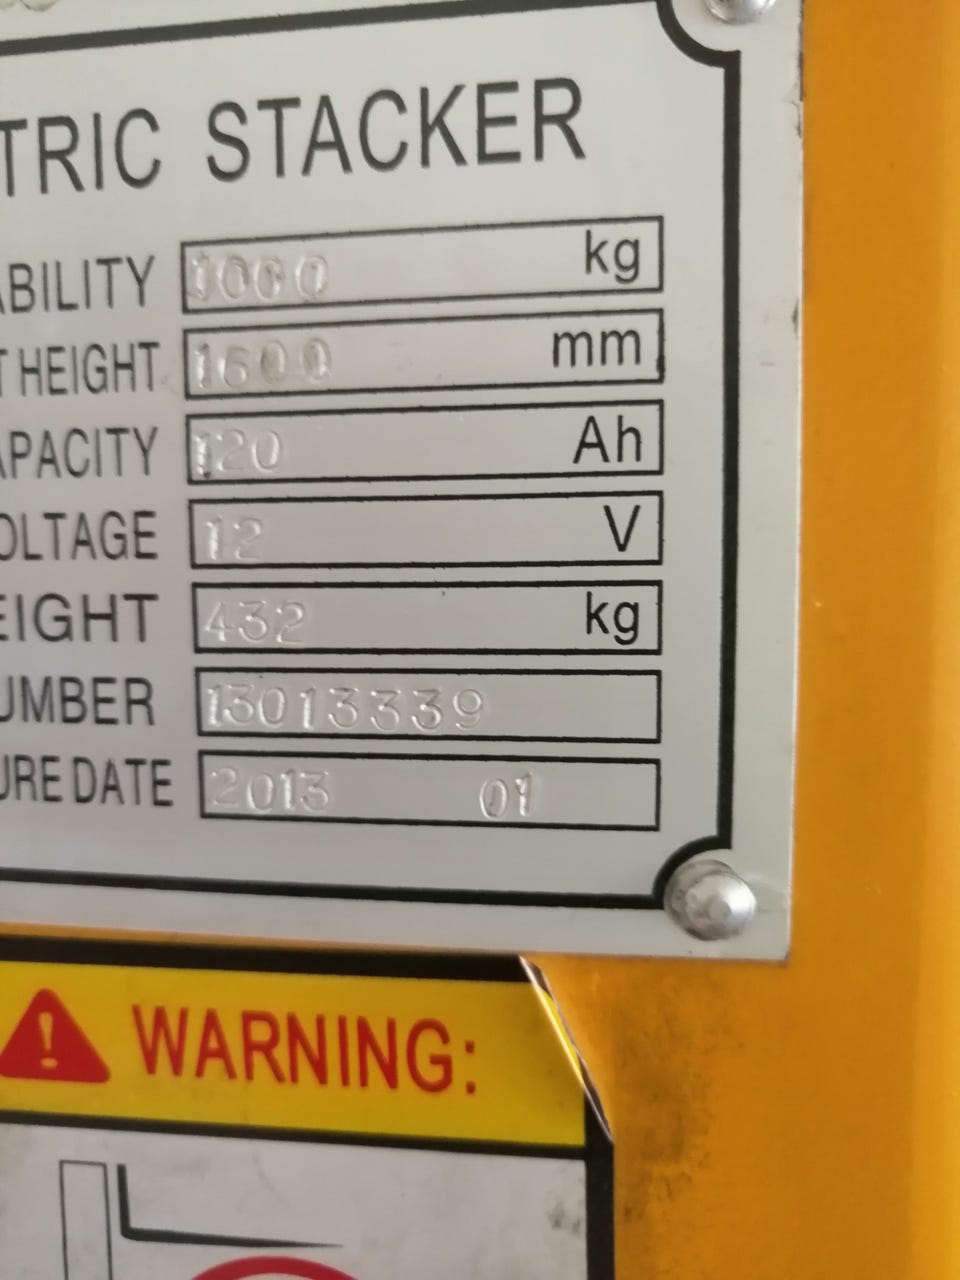 TRIC STACKER
ABILITY 1000 kg
T HEIGHT 1600 mm
APACITY 120 Ah
OLTAGE 12 V
EIGHT 432 kg
UMBER 13013339
URE DATE 2013 01
WARNING: